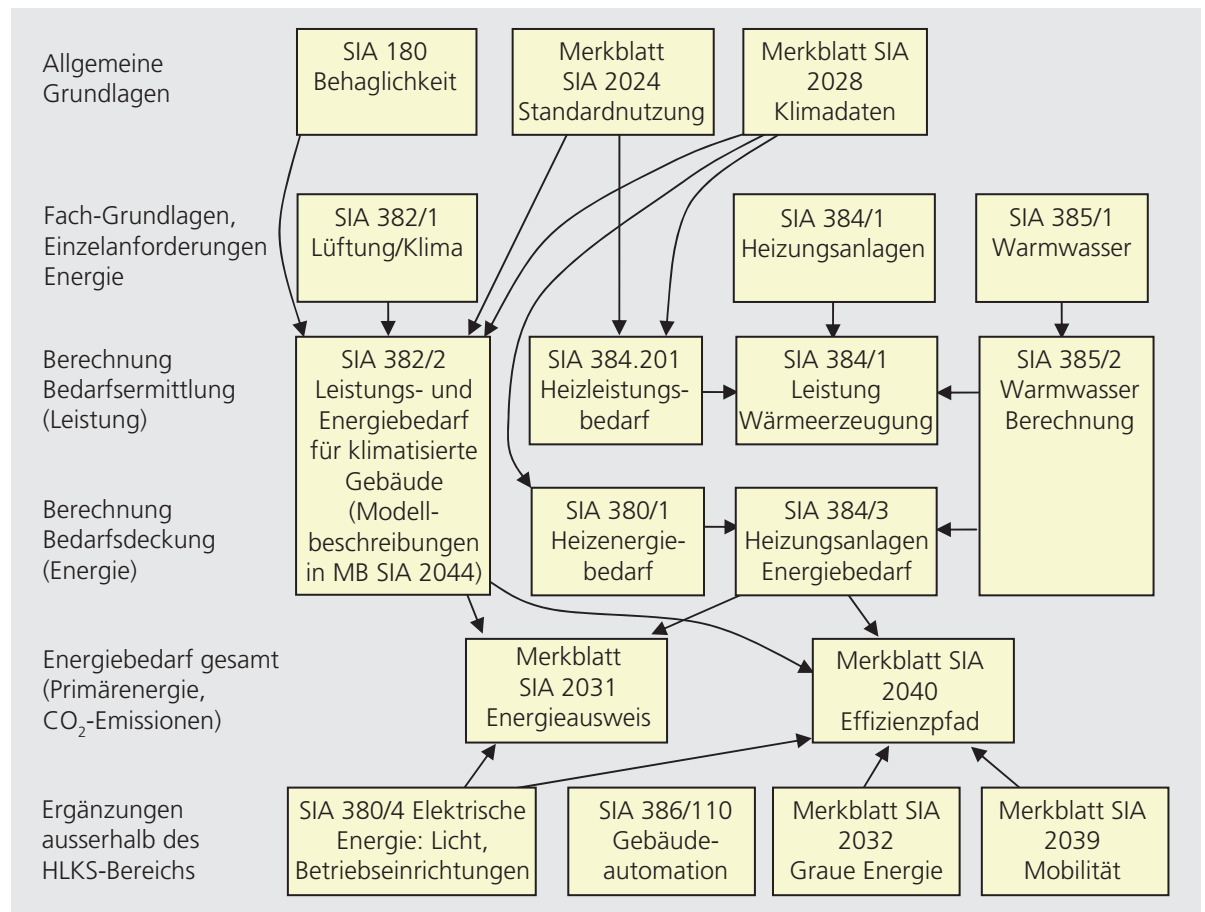 Allgemeine
Grundlagen
SIA 180
Behaglichkeit
Merkblatt
SIA 2024
Standardnutzung
Merkblatt SIA
2028
Klimadaten
Fach-Grundlagen,
Einzelanforderungen
Energie
SIA 382/1
Lüftung/Klima
SIA 384/1
Heizungsanlagen
SIA 385/1
Warmwasser
Berechnung
Bedarfsermittlung
(Leistung)
SIA 382/2
Leistungs- und
Energiebedarf
für klimatisierte
Gebäude
(Modell-
beschreibungen
in MB SIA 2044)
SIA 384.201
Heizleistungs-
bedarf
SIA 384/1
Leistung
Wärmeerzeugung
SIA 385/2
Warmwasser
Berechnung
Berechnung
Bedarfsdeckung
(Energie)
SIA 380/1
Heizenergie-
bedarf
SIA 384/3
Heizungsanlagen
Energiebedarf
Energiebedarf gesamt
(Primärenergie,
CO₂-Emissionen)
Merkblatt
SIA 2031
Energieausweis
Merkblatt SIA
2040
Effizienzpfad
Ergänzungen
ausserhalb des
HLKS-Bereichs
SIA 380/4 Elektrische
Energie: Licht,
Betriebseinrichtungen
SIA 386/110
Gebäude-
automation
Merkblatt SIA
2032
Graue Energie
Merkblatt SIA
2039
Mobilität